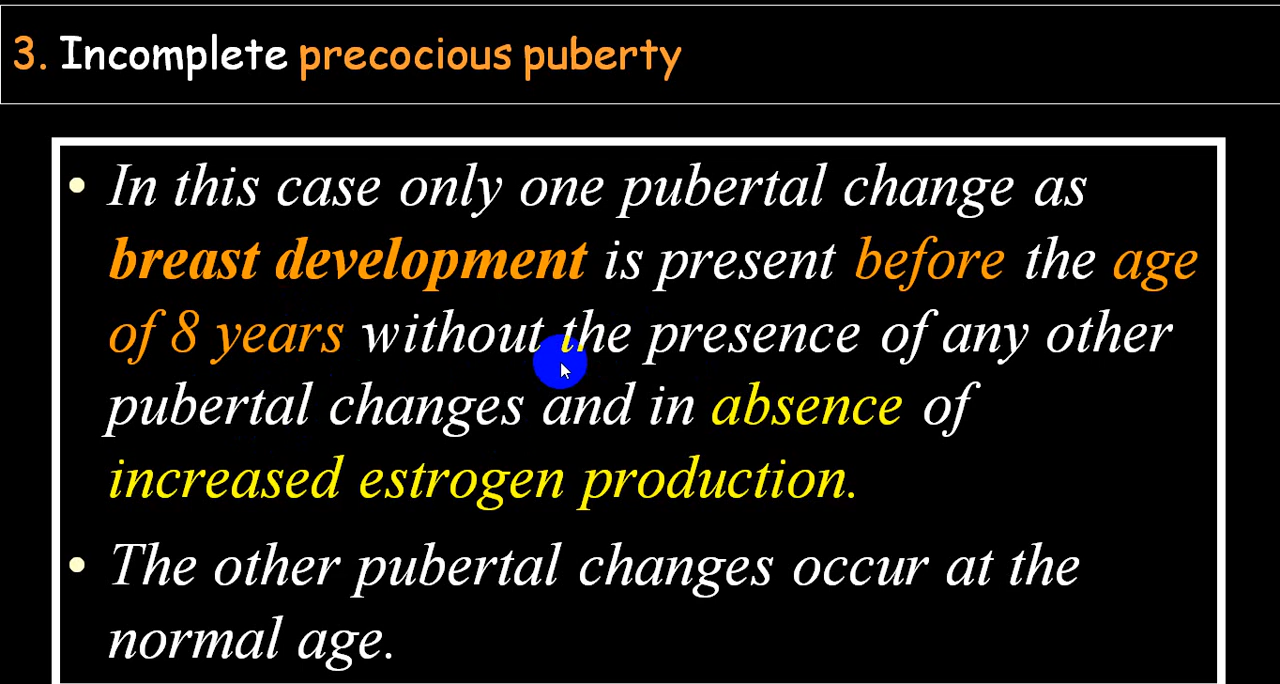 3. Incomplete precocious puberty
• In this case only one pubertal change as
breast development is present before the age
of 8 years without the presence of any other
pubertal changes and in absence of
increased estrogen production.
• The other pubertal changes occur at the
normal age.